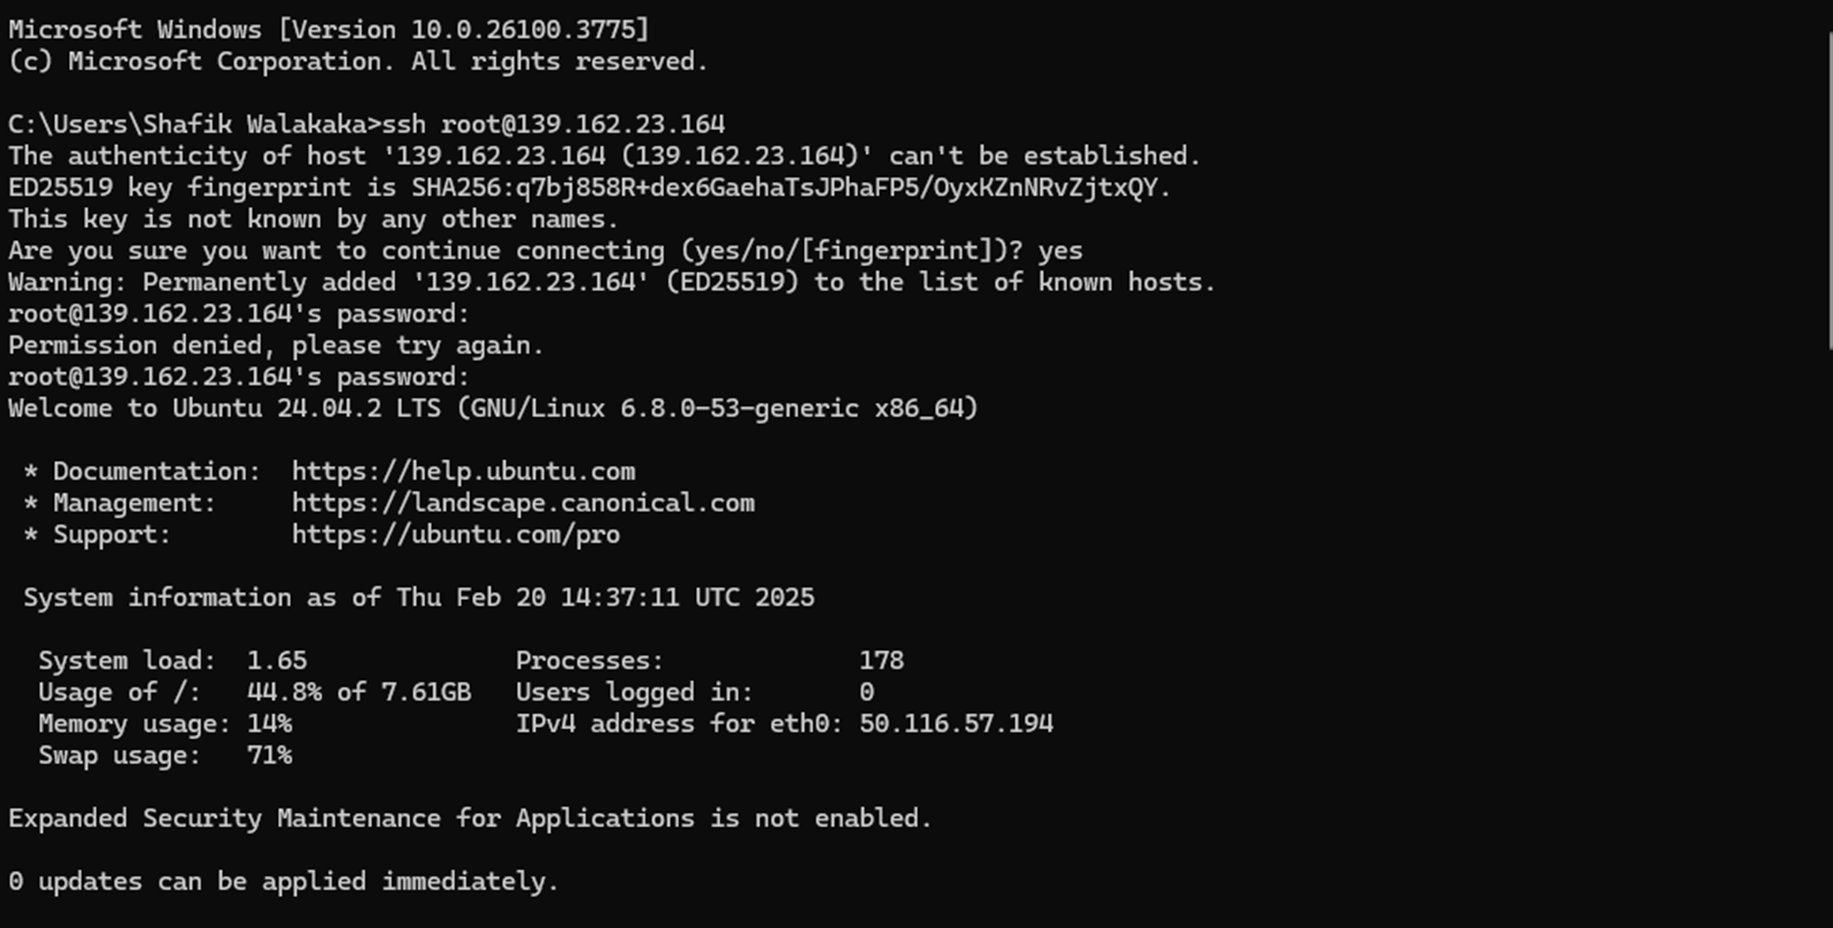 Microsoft Windows [Version 10.0.26100.3775]
(c) Microsoft Corporation. All rights reserved.
C:\Users\Shafik Walakaka>ssh root@139.162.23.164
The authenticity of host '139.162.23.164 (139.162.23.164)' can't be established.
ED25519 key fingerprint is SHA256:q7bj858R+dex6GaehaTsJPhaFP5/OyxKZnNRvZjtxQY.
This key is not known by any other names.
Are you sure you want to continue connecting (yes/no/[fingerprint])? yes
Warning: Permanently added '139.162.23.164' (ED25519) to the list of known hosts.
root@139.162.23.164's password:
Permission denied, please try again.
root@139.162.23.164's password:
Welcome to Ubuntu 24.04.2 LTS (GNU/Linux 6.8.0-53-generic x86_64)
* Documentation:  https://help.ubuntu.com
* Management:     https://landscape.canonical.com
* Support:        https://ubuntu.com/pro
System information as of Thu Feb 20 14:37:11 UTC 2025
System load:  1.65              Processes:             178
Usage of /:   44.8% of 7.61GB   Users logged in:       0
Memory usage: 14%               IPv4 address for eth0: 50.116.57.194
Swap usage:   71%
Expanded Security Maintenance for Applications is not enabled.
0 updates can be applied immediately.